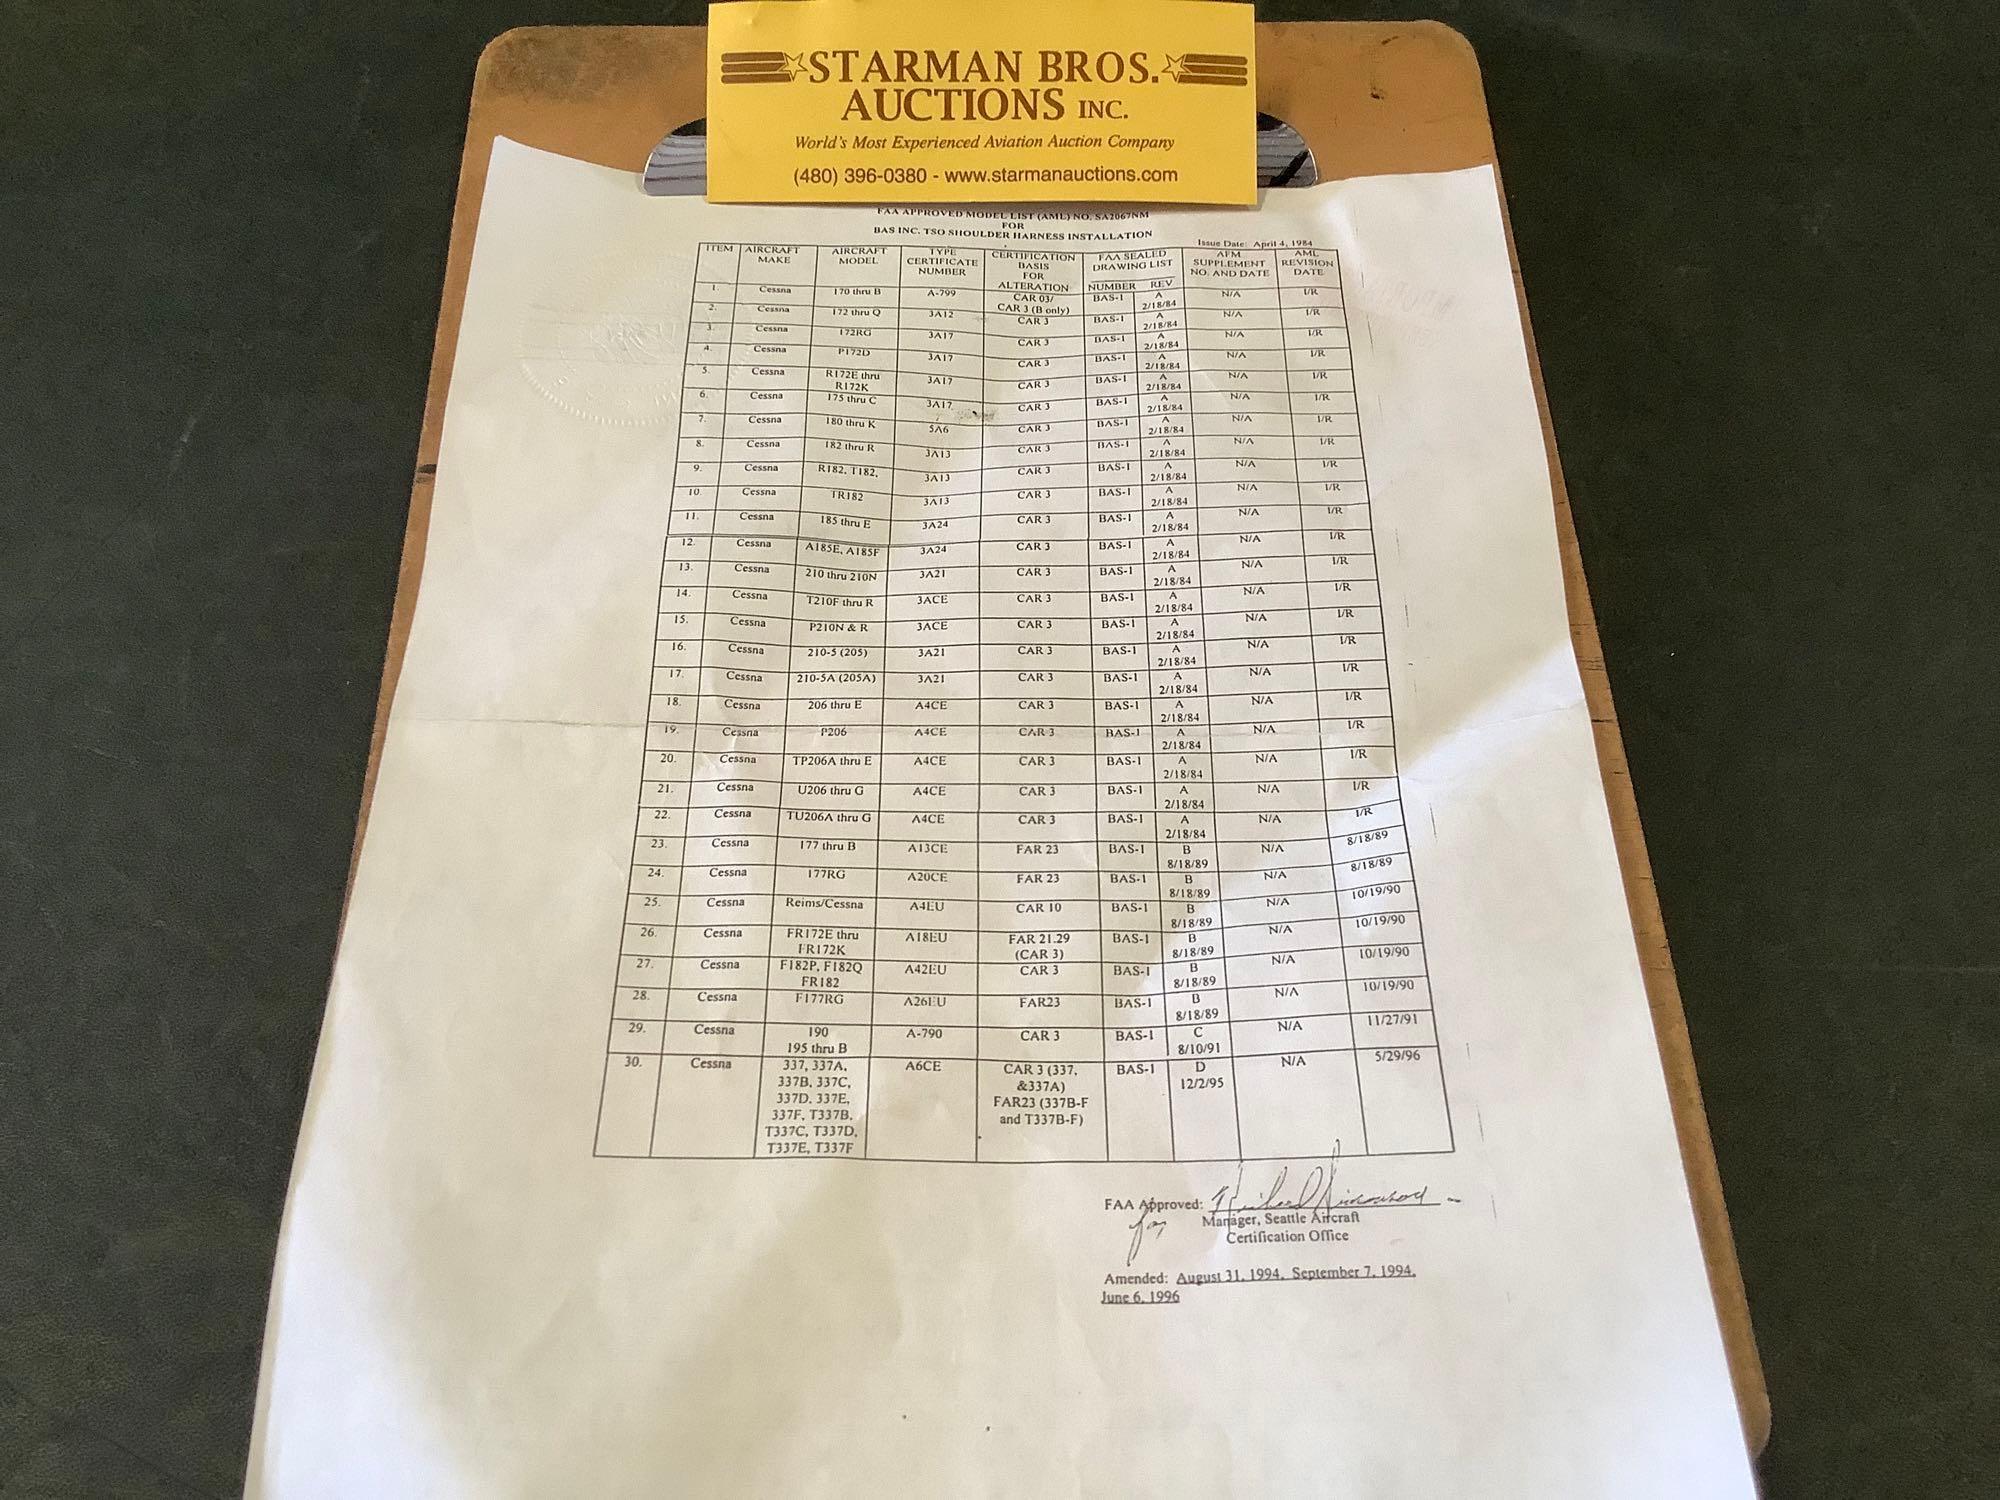 STARMAN BROS.
AUCTIONS INC.
World's Most Experienced Aviation Auction Company
(480) 396-0380 - www.starmanauctions.com
FAA APPROVED MODEL LIST (AML) NO. SA2067NM
FOR
BAS INC. TSO SHOULDER HARNESS INSTALLATION
Issue Date: April 4, 1984
ITEM AIRCRAFT MAKE AIRCRAFT MODEL TYPE CERTIFICATE NUMBER CERTIFICATION BASIS FOR ALTERATION FAA SEALED DRAWING LIST NUMBER REV AFM SUPPLEMENT NO. AND DATE AML REVISION DATE
1. Cessna 170 thru B A-799 CAR 03/ CAR 3 (B only) BAS-1 A 2/18/84 N/A I/R
2. Cessna 172 thru Q 3A12 CAR 3 BAS-1 A 2/18/84 N/A I/R
3. Cessna 172RG 3A17 CAR 3 BAS-1 A 2/18/84 N/A I/R
4. Cessna P172D 3A17 CAR 3 BAS-1 A 2/18/84 N/A I/R
5. Cessna R172E thru R172K 3A17 CAR 3 BAS-1 A 2/18/84 N/A I/R
6. Cessna 175 thru C 3A17 CAR 3 BAS-1 A 2/18/84 N/A I/R
7. Cessna 180 thru K 5A6 CAR 3 BAS-1 A 2/18/84 N/A I/R
8. Cessna 182 thru R 3A13 CAR 3 BAS-1 A 2/18/84 N/A I/R
9. Cessna R182, T182, 3A13 CAR 3 BAS-1 A 2/18/84 N/A I/R
10. Cessna TR182 3A13 CAR 3 BAS-1 A 2/18/84 N/A I/R
11. Cessna 185 thru E 3A24 CAR 3 BAS-1 A 2/18/84 N/A I/R
12. Cessna A185E, A185F 3A24 CAR 3 BAS-1 A 2/18/84 N/A I/R
13. Cessna 210 thru 210N 3A21 CAR 3 BAS-1 A 2/18/84 N/A I/R
14. Cessna T210F thru R 3ACE CAR 3 BAS-1 A 2/18/84 N/A I/R
15. Cessna P210N & R 3ACE CAR 3 BAS-1 A 2/18/84 N/A I/R
16. Cessna 210-5 (205) 3A21 CAR 3 BAS-1 A 2/18/84 N/A I/R
17. Cessna 210-5A (205A) 3A21 CAR 3 BAS-1 A 2/18/84 N/A I/R
18. Cessna 206 thru E A4CE CAR 3 BAS-1 A 2/18/84 N/A I/R
19. Cessna P206 A4CE CAR 3 BAS-1 A 2/18/84 N/A I/R
20. Cessna TP206A thru E A4CE CAR 3 BAS-1 A 2/18/84 N/A I/R
21. Cessna U206 thru G A4CE CAR 3 BAS-1 A 2/18/84 N/A I/R
22. Cessna TU206A thru G A4CE CAR 3 BAS-1 A 2/18/84 N/A I/R
23. Cessna 177 thru B A13CE FAR 23 BAS-1 B 8/18/89 N/A 8/18/89
24. Cessna 177RG A20CE FAR 23 BAS-1 B 8/18/89 N/A 8/18/89
25. Cessna Reims/Cessna A4EU CAR 10 BAS-1 B 8/18/89 N/A 10/19/90
26. Cessna FR172E thru FR172K A18EU FAR 21.29 (CAR 3) BAS-1 B 8/18/89 N/A 10/19/90
27. Cessna F182P, F182Q FR182 A42EU CAR 3 BAS-1 B 8/18/89 N/A 10/19/90
28. Cessna F177RG A26EU FAR23 BAS-1 B 8/18/89 N/A 10/19/90
29. Cessna 190 195 thru B A-790 CAR 3 BAS-1 C 8/10/91 N/A 11/27/91
30. Cessna 337, 337A, 337B, 337C, 337D, 337E, 337F, T337B, T337C, T337D, T337E, T337F A6CE CAR 3 (337, &337A) FAR23 (337B-F and T337B-F) BAS-1 D 12/2/95 N/A 5/29/96
FAA Approved:
for Manager, Seattle Aircraft
Certification Office
Amended: August 31, 1994, September 7, 1994,
June 6, 1996